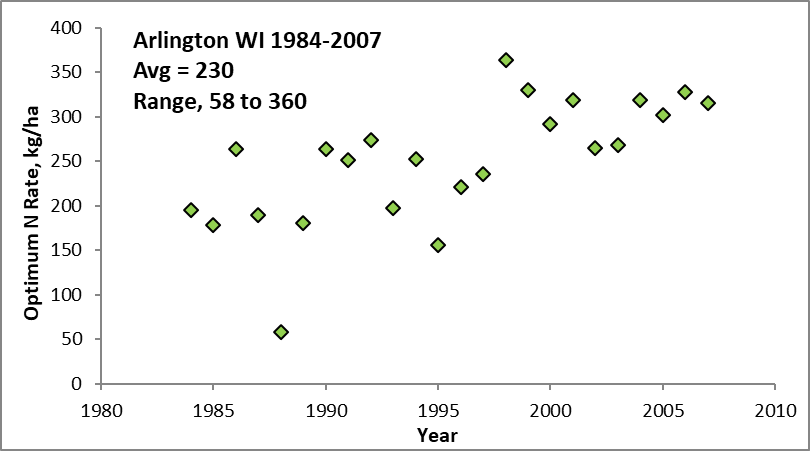 Arlington WI 1984-2007
Avg = 230
Range, 58 to 360
Optimum N Rate, kg/ha
400
350
300
250
200
150
100
50
0
1980 1985 1990 1995 2000 2005 2010
Year